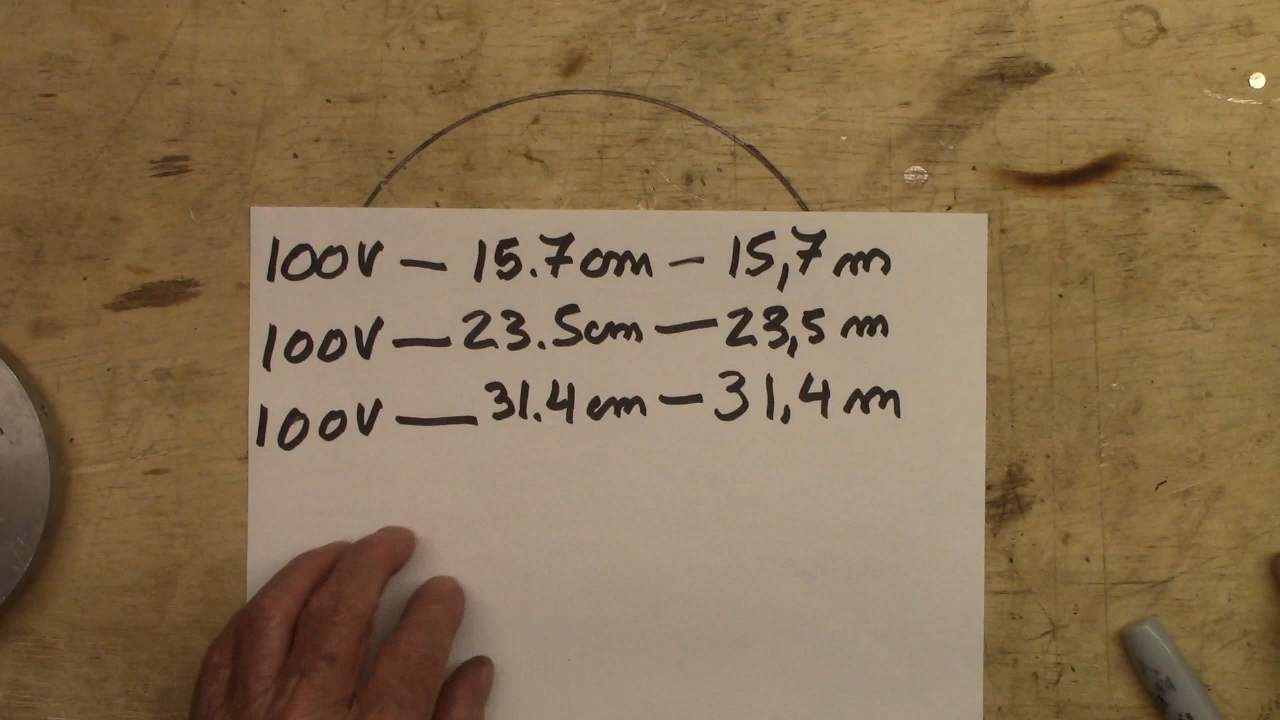 100V — 15.7cm — 15,7 m
100V — 23.5cm — 23,5 m
100V — 31.4cm — 31,4 m